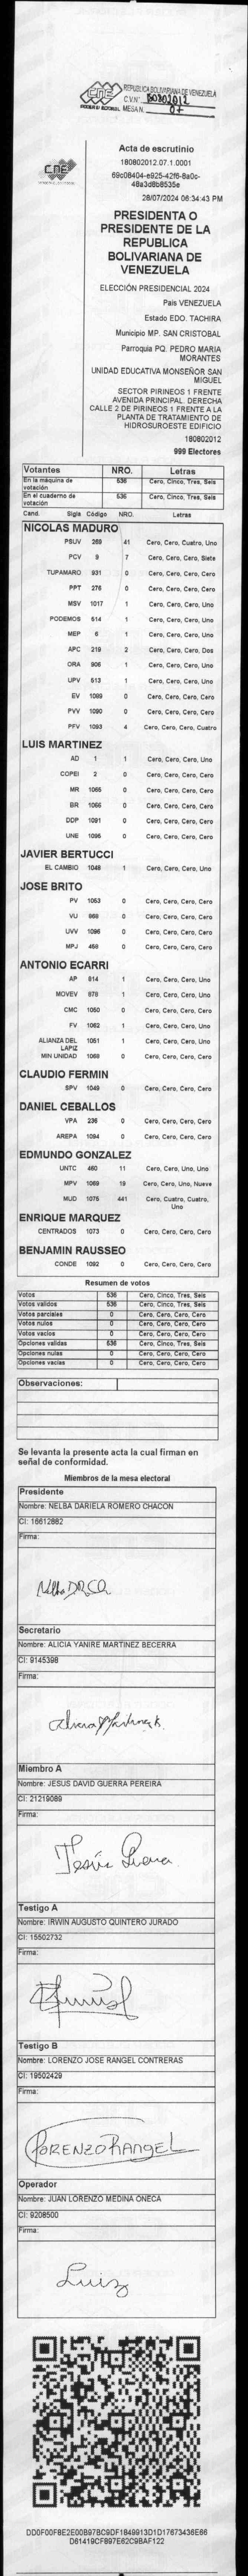 CNE
PODER ELECTORAL
REPUBLICA BOLIVARIANA DE VENEZUELA
C.V.Nº 180802012
MESA N. 07
CNE
Acta de escrutinio
180802012.07.1.0001
28/07/2024 06:34:43 PM
PRESIDENTA O
PRESIDENTE DE LA
REPUBLICA
BOLIVARIANA DE
VENEZUELA
ELECCIÓN PRESIDENCIAL 2024
País VENEZUELA
Estado EDO. TACHIRA
Municipio MP. SAN CRISTOBAL
Parroquia PQ. PEDRO MARIA
MORANTES
UNIDAD EDUCATIVA MONSEÑOR SAN
MIGUEL
SECTOR PIRINEOS 1 FRENTE
AVENIDA PRINCIPAL. DERECHA
CALLE 2 DE PIRINEOS 1 FRENTE A LA
PLANTA DE TRATAMIENTO DE
HIDROSUROESTE EDIFICIO
180802012
999 Electores
Votantes NRO. Letras
En la máquina de votación 536 Cero, Cinco, Tres, Seis
En el cuaderno de votación 536 Cero, Cinco, Tres, Seis
Cand. Sigla Código NRO. Letras
NICOLAS MADURO
PSUV 269 41 Cero, Cero, Cuatro, Uno
PCV 9 7 Cero, Cero, Cero, Siete
TUPAMARO 931 0 Cero, Cero, Cero, Cero
PPT 276 0 Cero, Cero, Cero, Cero
MSV 1017 1 Cero, Cero, Cero, Uno
PODEMOS 514 1 Cero, Cero, Cero, Uno
MEP 6 1 Cero, Cero, Cero, Uno
APC 219 2 Cero, Cero, Cero, Dos
ORA 906 1 Cero, Cero, Cero, Uno
UPV 513 1 Cero, Cero, Cero, Uno
EV 1089 0 Cero, Cero, Cero, Cero
PVV 1090 0 Cero, Cero, Cero, Cero
PFV 1093 4 Cero, Cero, Cero, Cuatro
LUIS MARTINEZ
AD 1 1 Cero, Cero, Cero, Uno
COPEI 2 0 Cero, Cero, Cero, Cero
MR 1065 0 Cero, Cero, Cero, Cero
BR 1066 0 Cero, Cero, Cero, Cero
DDP 1091 0 Cero, Cero, Cero, Cero
UNE 1095 0 Cero, Cero, Cero, Cero
JAVIER BERTUCCI
EL CAMBIO 1048 1 Cero, Cero, Cero, Uno
JOSE BRITO
PV 1053 0 Cero, Cero, Cero, Cero
VU 968 0 Cero, Cero, Cero, Cero
UVV 1096 0 Cero, Cero, Cero, Cero
MPJ 458 0 Cero, Cero, Cero, Cero
ANTONIO ECARRI
AP 814 1 Cero, Cero, Cero, Uno
MOVEV 878 1 Cero, Cero, Cero, Uno
CMC 1050 0 Cero, Cero, Cero, Cero
FV 1062 1 Cero, Cero, Cero, Uno
ALIANZA DEL LAPIZ 1051 1 Cero, Cero, Cero, Uno
MIN UNIDAD 1068 0 Cero, Cero, Cero, Cero
CLAUDIO FERMIN
SPV 1049 0 Cero, Cero, Cero, Cero
DANIEL CEBALLOS
VPA 236 0 Cero, Cero, Cero, Cero
AREPA 1094 0 Cero, Cero, Cero, Cero
EDMUNDO GONZALEZ
UNTC 460 11 Cero, Cero, Uno, Uno
MPV 1069 19 Cero, Cero, Uno, Nueve
MUD 1075 441 Cero, Cuatro, Cuatro, Uno
ENRIQUE MARQUEZ
CENTRADOS 1073 0 Cero, Cero, Cero, Cero
BENJAMIN RAUSSEO
CONDE 1092 0 Cero, Cero, Cero, Cero
Resumen de votos
Votos 536 Cero, Cinco, Tres, Seis
Votos validos 536 Cero, Cinco, Tres, Seis
Votos parciales 0 Cero, Cero, Cero, Cero
Votos nulos 0 Cero, Cero, Cero, Cero
Votos vacios 0 Cero, Cero, Cero, Cero
Opciones validas 536 Cero, Cinco, Tres, Seis
Opciones nulas 0 Cero, Cero, Cero, Cero
Opciones vacias 0 Cero, Cero, Cero, Cero
Observaciones:
Se levanta la presente acta la cual firman en
señal de conformidad.
Miembros de la mesa electoral
Presidente
Nombre: NELBA DARIELA ROMERO CHACON
CI: 16612882
Firma:
Secretario
Nombre: ALICIA YANIRE MARTINEZ BECERRA
CI: 9145398
Firma:
Miembro A
Nombre: JESUS DAVID GUERRA PEREIRA
CI: 21219089
Firma:
Jesús Guerra
Testigo A
Nombre: IRWIN AUGUSTO QUINTERO JURADO
CI: 15502732
Firma:
Testigo B
Nombre: LORENZO JOSE RANGEL CONTRERAS
CI: 19502429
Firma:
LORENZO RANGEL
Operador
Nombre: JUAN LORENZO MEDINA ONECA
CI: 9208500
Firma:
Luis
DD0F00F8E2E00B97BC9DF1849913D1D17673436E66
D61419CF897E62C9BAF122